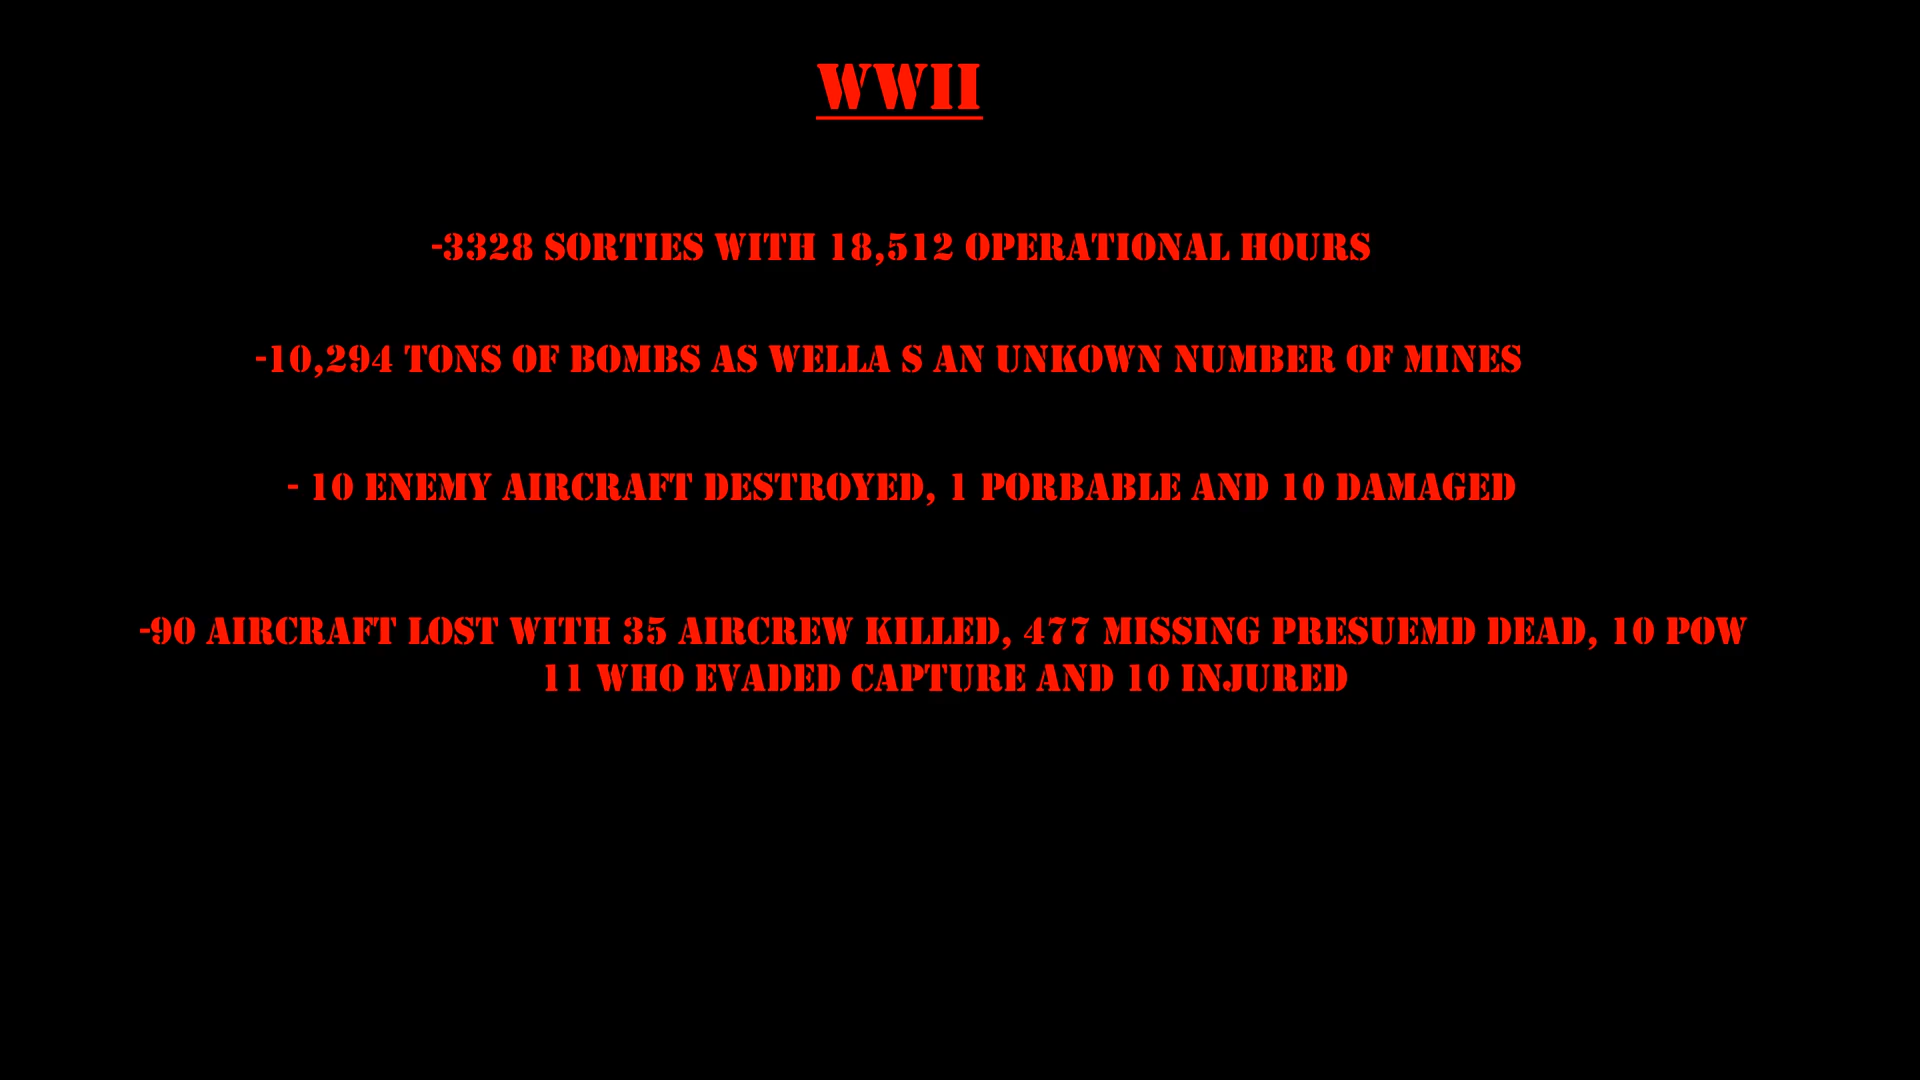 WWII
-3328 SORTIES WITH 18,512 OPERATIONAL HOURS
-10,294 TONS OF BOMBS AS WELLA S AN UNKOWN NUMBER OF MINES
- 10 ENEMY AIRCRAFT DESTROYED, 1 PORBABLE AND 10 DAMAGED
-90 AIRCRAFT LOST WITH 35 AIRCREW KILLED, 477 MISSING PRESUEMD DEAD, 10 POW
11 WHO EVADED CAPTURE AND 10 INJURED